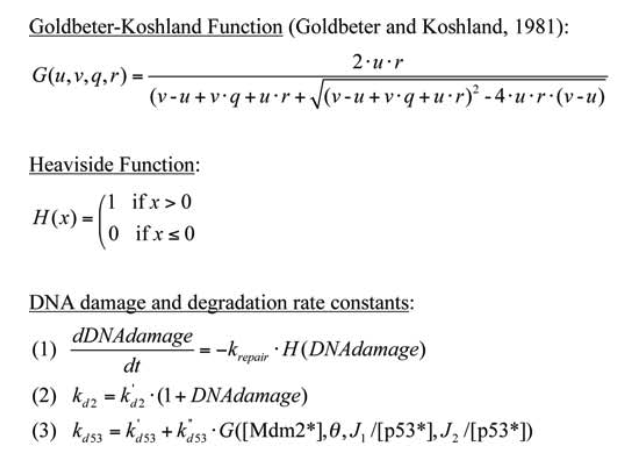 Goldbeter-Koshland Function (Goldbeter and Koshland, 1981):
G(u,v,q,r) = 2·u·r / (v-u+v·q+u·r+√(v-u+v·q+u·r)² -4·u·r·(v-u)
Heaviside Function:
H(x) = (1 if x > 0
0 if x ≤ 0
DNA damage and degradation rate constants:
(1) dDNAdamage / dt = -k_repair · H(DNAdamage)
(2) k_d2 = k'_d2 · (1 + DNAdamage)
(3) k_d53 = k'_d53 + k"_d53 · G([Mdm2*],θ,J₁ /[p53*],J₂ /[p53*])